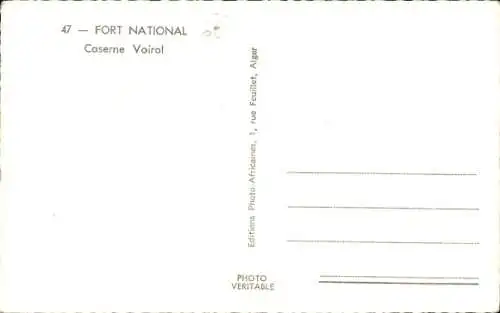 47 — FORT NATIONAL
Caserne Voirol
Editions Photo-Africaines, 1, rue Feuillet, Alger
PHOTO
VERITABLE